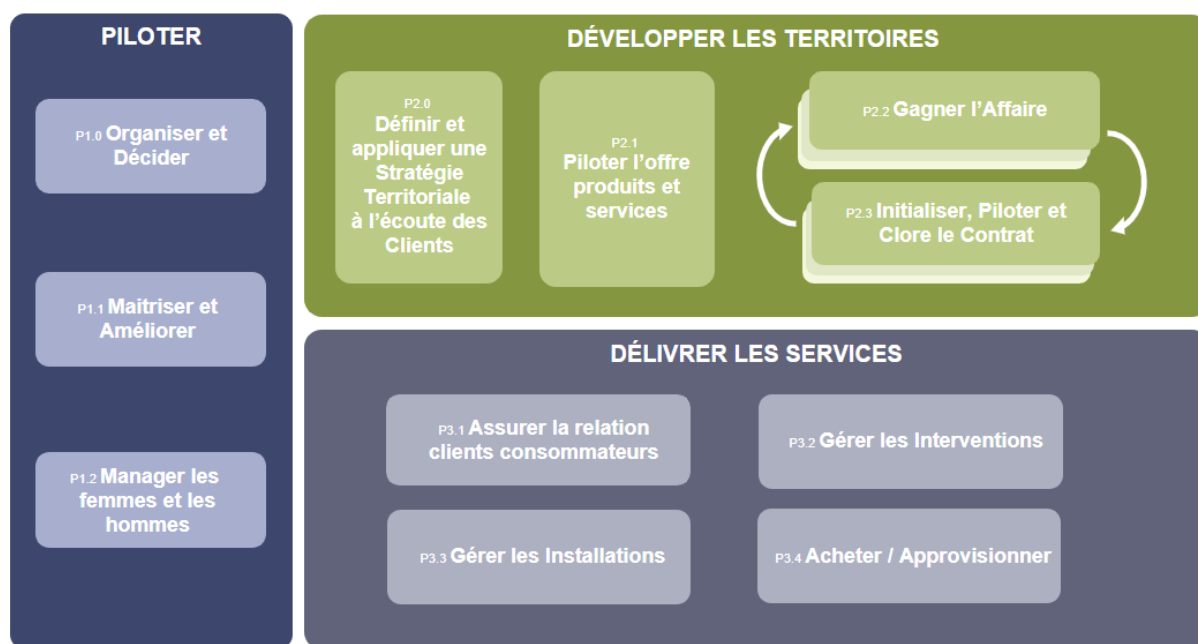 PILOTER
P1.0 Organiser et
Décider
P1.1 Maitriser et
Améliorer
P1.2 Manager les
femmes et les
hommes
DÉVELOPPER LES TERRITOIRES
P2.0
Définir et
appliquer une
Stratégie
Territoriale
à l'écoute des
Clients
P2.1
Piloter l'offre
produits et
services
P2.2 Gagner l'Affaire
P2.3 Initialiser, Piloter et
Clore le Contrat
DÉLIVRER LES SERVICES
P3.1 Assurer la relation
clients consommateurs
P3.2 Gérer les Interventions
P3.3 Gérer les Installations
P3.4 Acheter / Approvisionner